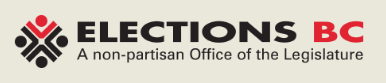 ELECTIONS BC
A non-partisan Office of the Legislature